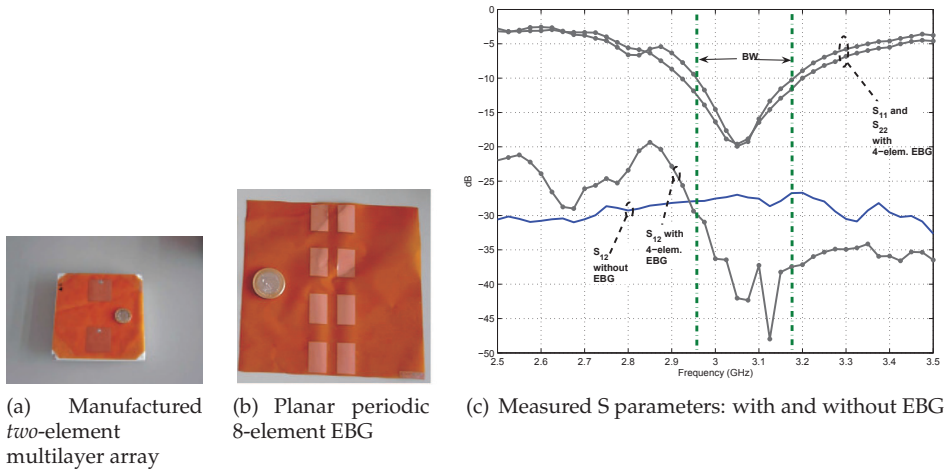 0
−5
−10
−15
−20
−25
−30
−35
−40
−45
−50
dB
2.5 2.6 2.7 2.8 2.9 3 3.1 3.2 3.3 3.4 3.5
Frequency (GHz)
BW
S11 and
S22
with
4−elem. EBG
S12
without
EBG
S12 with
4−elem.
EBG
(a) Manufactured
two-element
multilayer array
(b) Planar periodic
8-element EBG
(c) Measured S parameters: with and without EBG